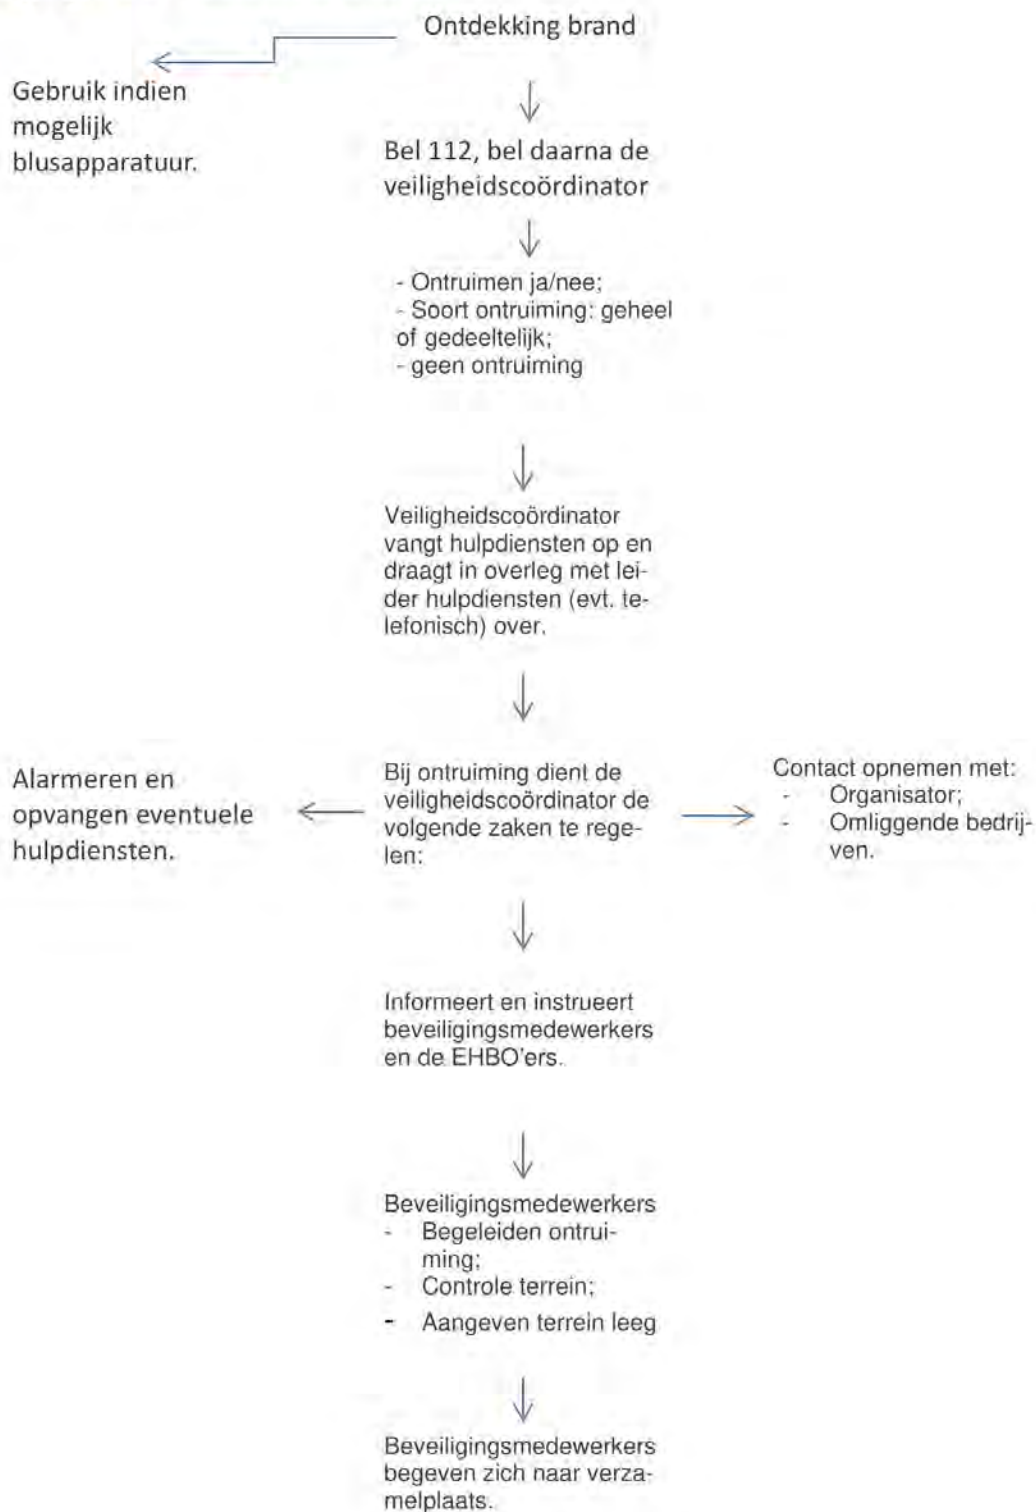 Ontdekking brand
Gebruik indien
mogelijk
blusapparatuur.
Bel 112, bel daarna de
veiligheidscoördinator
- Ontruimen ja/nee;
- Soort ontruiming: geheel
of gedeeltelijk;
- geen ontruiming
Veiligheidscoördinator
vangt hulpdiensten op en
draagt in overleg met lei-
der hulpdiensten (evt. te-
lefonisch) over.
Alarmeren en
opvangen eventuele
hulpdiensten.
Bij ontruiming dient de
veiligheidscoördinator de
volgende zaken te rege-
len:
Contact opnemen met:
- Organisator;
- Omliggende bedrij-
ven.
Informeert en instrueert
beveiligingsmedewerkers
en de EHBO'ers.
Beveiligingsmedewerkers
- Begeleiden ontrui-
ming;
- Controle terrein;
- Aangeven terrein leeg
Beveiligingsmedewerkers
begeven zich naar verza-
melplaats.